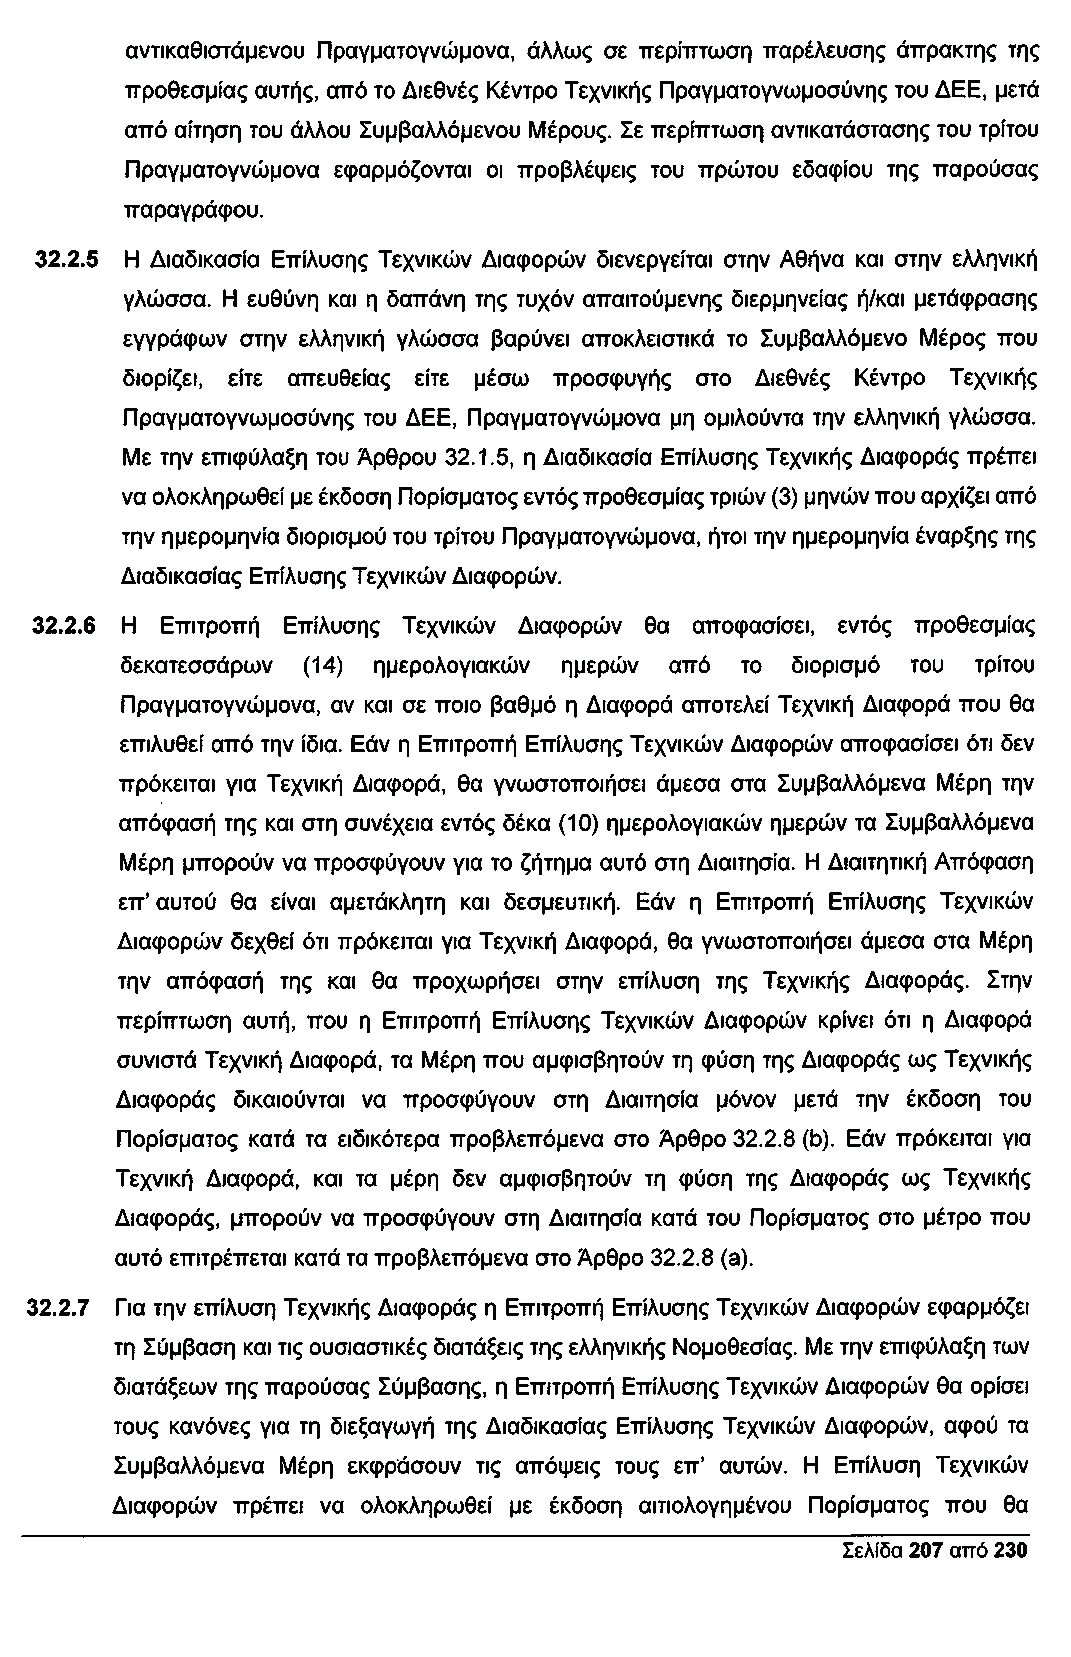 αντικαθιστάμενου Πραγματογνώμονα, άλλως σε περίπτωση παρέλευσης άπρακτης της
προθεσμίας αυτής, από το Διεθνές Κέντρο Τεχνικής Πραγματογνωμοσύνης του ΔΕΕ, μετά
από αίτηση του άλλου Συμβαλλόμενου Μέρους. Σε περίπτωση αντικατάστασης του τρίτου
Πραγματογνώμονα εφαρμόζονται οι προβλέψεις του πρώτου εδαφίου της παρούσας
παραγράφου.
32.2.5 Η Διαδικασία Επίλυσης Τεχνικών Διαφορών διενεργείται στην Αθήνα και στην ελληνική
γλώσσα. Η ευθύνη και η δαπάνη της τυχόν απαιτούμενης διερμηνείας ή/και μετάφρασης
εγγράφων στην ελληνική γλώσσα βαρύνει αποκλειστικά το Συμβαλλόμενο Μέρος που
διορίζει, είτε απευθείας είτε μέσω προσφυγής στο Διεθνές Κέντρο Τεχνικής
Πραγματογνωμοσύνης του ΔΕΕ, Πραγματογνώμονα μη ομιλούντα την ελληνική γλώσσα.
Με την επιφύλαξη του Άρθρου 32.1.5, η Διαδικασία Επίλυσης Τεχνικής Διαφοράς πρέπει
να ολοκληρωθεί με έκδοση Πορίσματος εντός προθεσμίας τριών (3) μηνών που αρχίζει από
την ημερομηνία διορισμού του τρίτου Πραγματογνώμονα, ήτοι την ημερομηνία έναρξης της
Διαδικασίας Επίλυσης Τεχνικών Διαφορών.
32.2.6 Η Επιτροπή Επίλυσης Τεχνικών Διαφορών θα αποφασίσει, εντός προθεσμίας
δεκατεσσάρων (14) ημερολογιακών ημερών από το διορισμό του τρίτου
Πραγματογνώμονα, αν και σε ποιο βαθμό η Διαφορά αποτελεί Τεχνική Διαφορά που θα
επιλυθεί από την ίδια. Εάν η Επιτροπή Επίλυσης Τεχνικών Διαφορών αποφασίσει ότι δεν
πρόκειται για Τεχνική Διαφορά, θα γνωστοποιήσει άμεσα στα Συμβαλλόμενα Μέρη την
απόφασή της και στη συνέχεια εντός δέκα (10) ημερολογιακών ημερών τα Συμβαλλόμενα
Μέρη μπορούν να προσφύγουν για το ζήτημα αυτό στη Διαιτησία. Η Διαιτητική Απόφαση
επ' αυτού θα είναι αμετάκλητη και δεσμευτική. Εάν η Επιτροπή Επίλυσης Τεχνικών
Διαφορών δεχθεί ότι πρόκειται για Τεχνική Διαφορά, θα γνωστοποιήσει άμεσα στα Μέρη
την απόφασή της και θα προχωρήσει στην επίλυση της Τεχνικής Διαφοράς. Στην
περίπτωση αυτή, που η Επιτροπή Επίλυσης Τεχνικών Διαφορών κρίνει ότι η Διαφορά
συνιστά Τεχνική Διαφορά, τα Μέρη που αμφισβητούν τη φύση της Διαφοράς ως Τεχνικής
Διαφοράς δικαιούνται να προσφύγουν στη Διαιτησία μόνον μετά την έκδοση του
Πορίσματος κατά τα ειδικότερα προβλεπόμενα στο Άρθρο 32.2.8 (b). Εάν πρόκειται για
Τεχνική Διαφορά, και τα μέρη δεν αμφισβητούν τη φύση της Διαφοράς ως Τεχνικής
Διαφοράς, μπορούν να προσφύγουν στη Διαιτησία κατά του Πορίσματος στο μέτρο που
αυτό επιτρέπεται κατά τα προβλεπόμενα στο Άρθρο 32.2.8 (a).
32.2.7 Για την επίλυση Τεχνικής Διαφοράς η Επιτροπή Επίλυσης Τεχνικών Διαφορών εφαρμόζει
τη Σύμβαση και τις ουσιαστικές διατάξεις της ελληνικής Νομοθεσίας. Με την επιφύλαξη των
διατάξεων της παρούσας Σύμβασης, η Επιτροπή Επίλυσης Τεχνικών Διαφορών θα ορίσει
τους κανόνες για τη διεξαγωγή της Διαδικασίας Επίλυσης Τεχνικών Διαφορών, αφού τα
Συμβαλλόμενα Μέρη εκφράσουν τις απόψεις τους επ' αυτών. Η Επίλυση Τεχνικών
Διαφορών πρέπει να ολοκληρωθεί με έκδοση αιτιολογημένου Πορίσματος που θα
Σελίδα 207 από 230